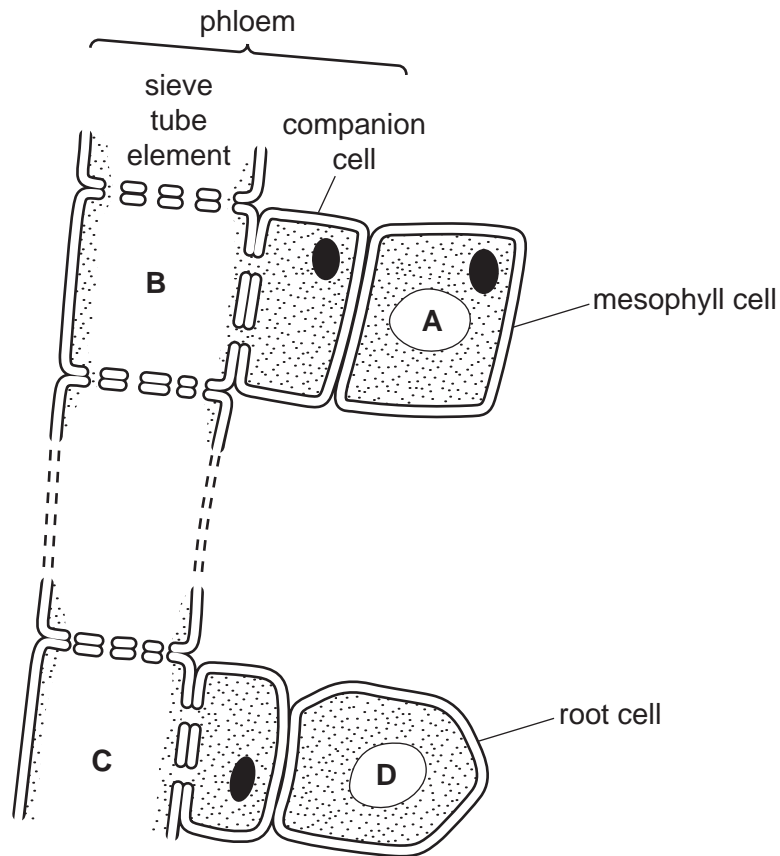 phloem
sieve
tube
element
companion
cell
B
A
mesophyll cell
root cell
C
D